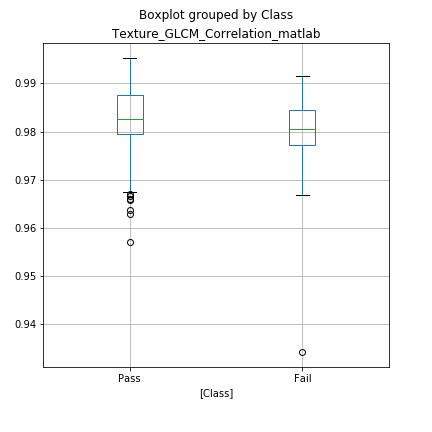 Boxplot grouped by Class
Texture_GLCM_Correlation_matlab
0.99
0.98
0.97
0.96
0.95
0.94
Pass Fail
[Class]